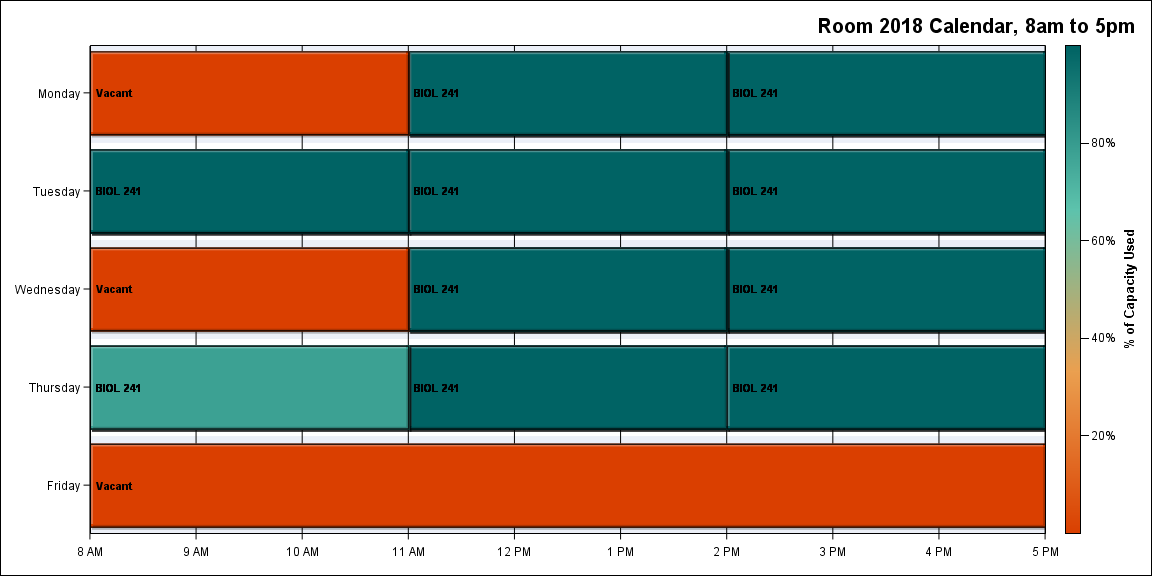 Room 2018 Calendar, 8am to 5pm
Monday
Vacant
BIOL 241
BIOL 241
Tuesday
BIOL 241
BIOL 241
BIOL 241
Wednesday
Vacant
BIOL 241
BIOL 241
Thursday
BIOL 241
BIOL 241
BIOL 241
Friday
Vacant
8 AM
9 AM
10 AM
11 AM
12 PM
1 PM
2 PM
3 PM
4 PM
5 PM
80%
60%
40%
20%
% of Capacity Used